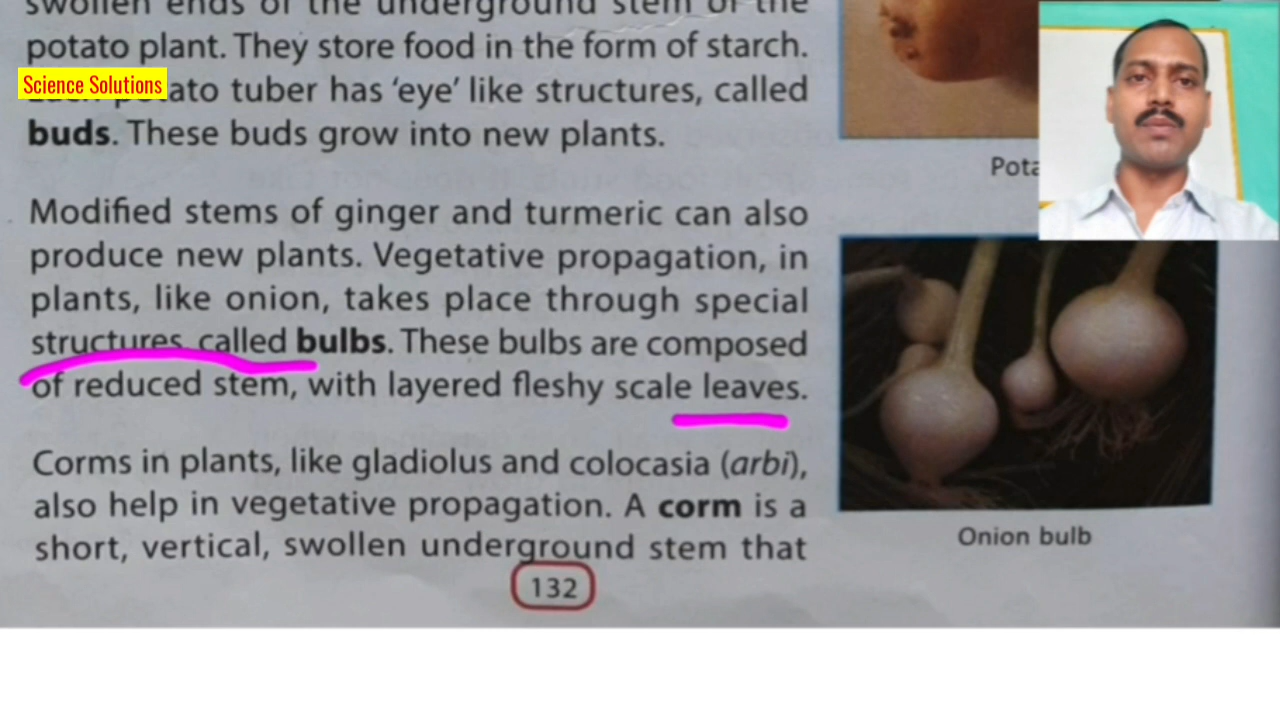 swollen ends of the underground stem of the
potato plant. They store food in the form of starch.
Science Solutions
tuber has ‘eye’ like structures, called
buds. These buds grow into new plants.
Modified stems of ginger and turmeric can also
produce new plants. Vegetative propagation, in
plants, like onion, takes place through special
structures called bulbs. These bulbs are composed
of reduced stem, with layered fleshy scale leaves.
Corms in plants, like gladiolus and colocasia (arbi),
also help in vegetative propagation. A corm is a
short, vertical, swollen underground stem that
132
Pota
Onion bulb